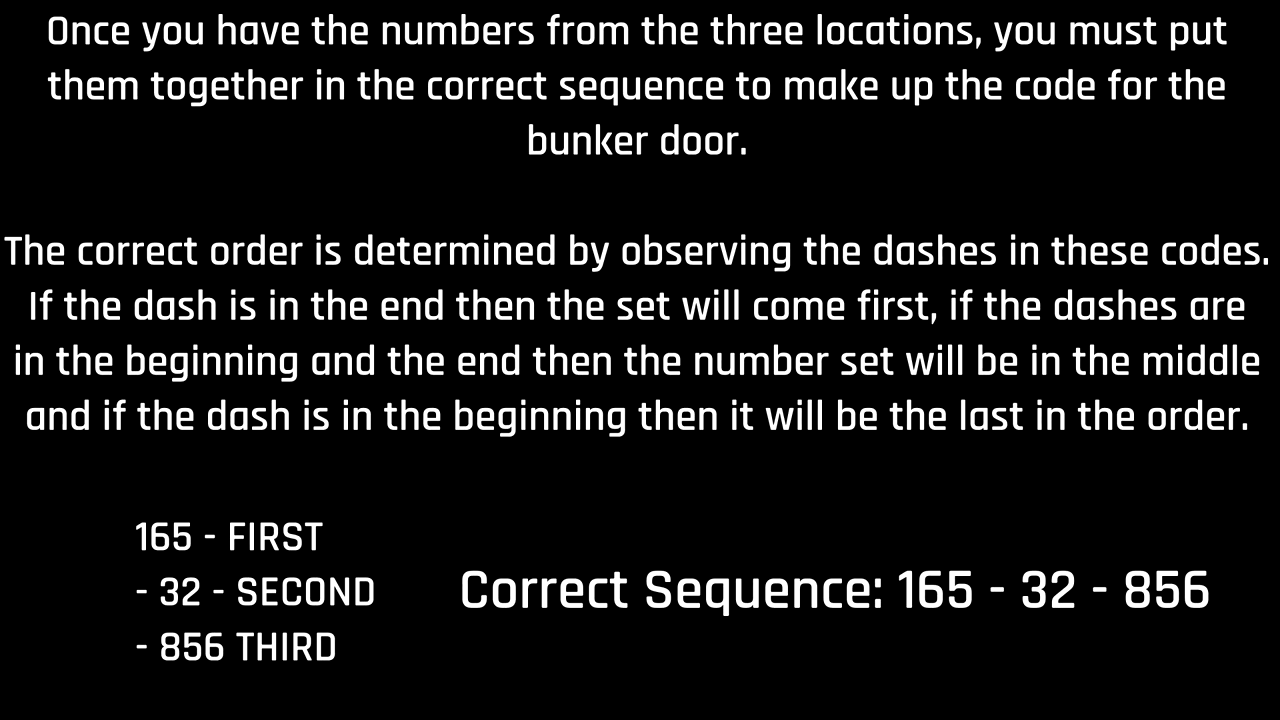 Once you have the numbers from the three locations, you must put
them together in the correct sequence to make up the code for the
bunker door.
The correct order is determined by observing the dashes in these codes.
If the dash is in the end then the set will come first, if the dashes are
in the beginning and the end then the number set will be in the middle
and if the dash is in the beginning then it will be the last in the order.
165 - FIRST
- 32 - SECOND
- 856 THIRD
Correct Sequence: 165 - 32 - 856